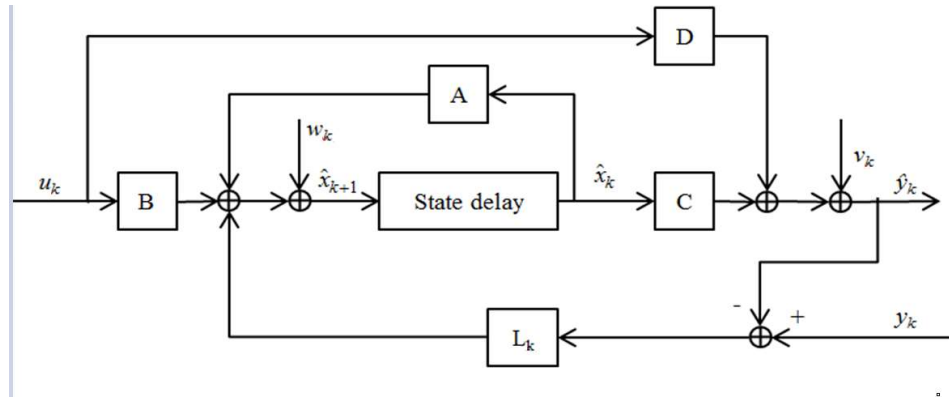 D
A
w_k
u_k
B
x̂_{k+1}
State delay
x̂_k
C
v_k
ŷ_k
L_k
-
+
y_k